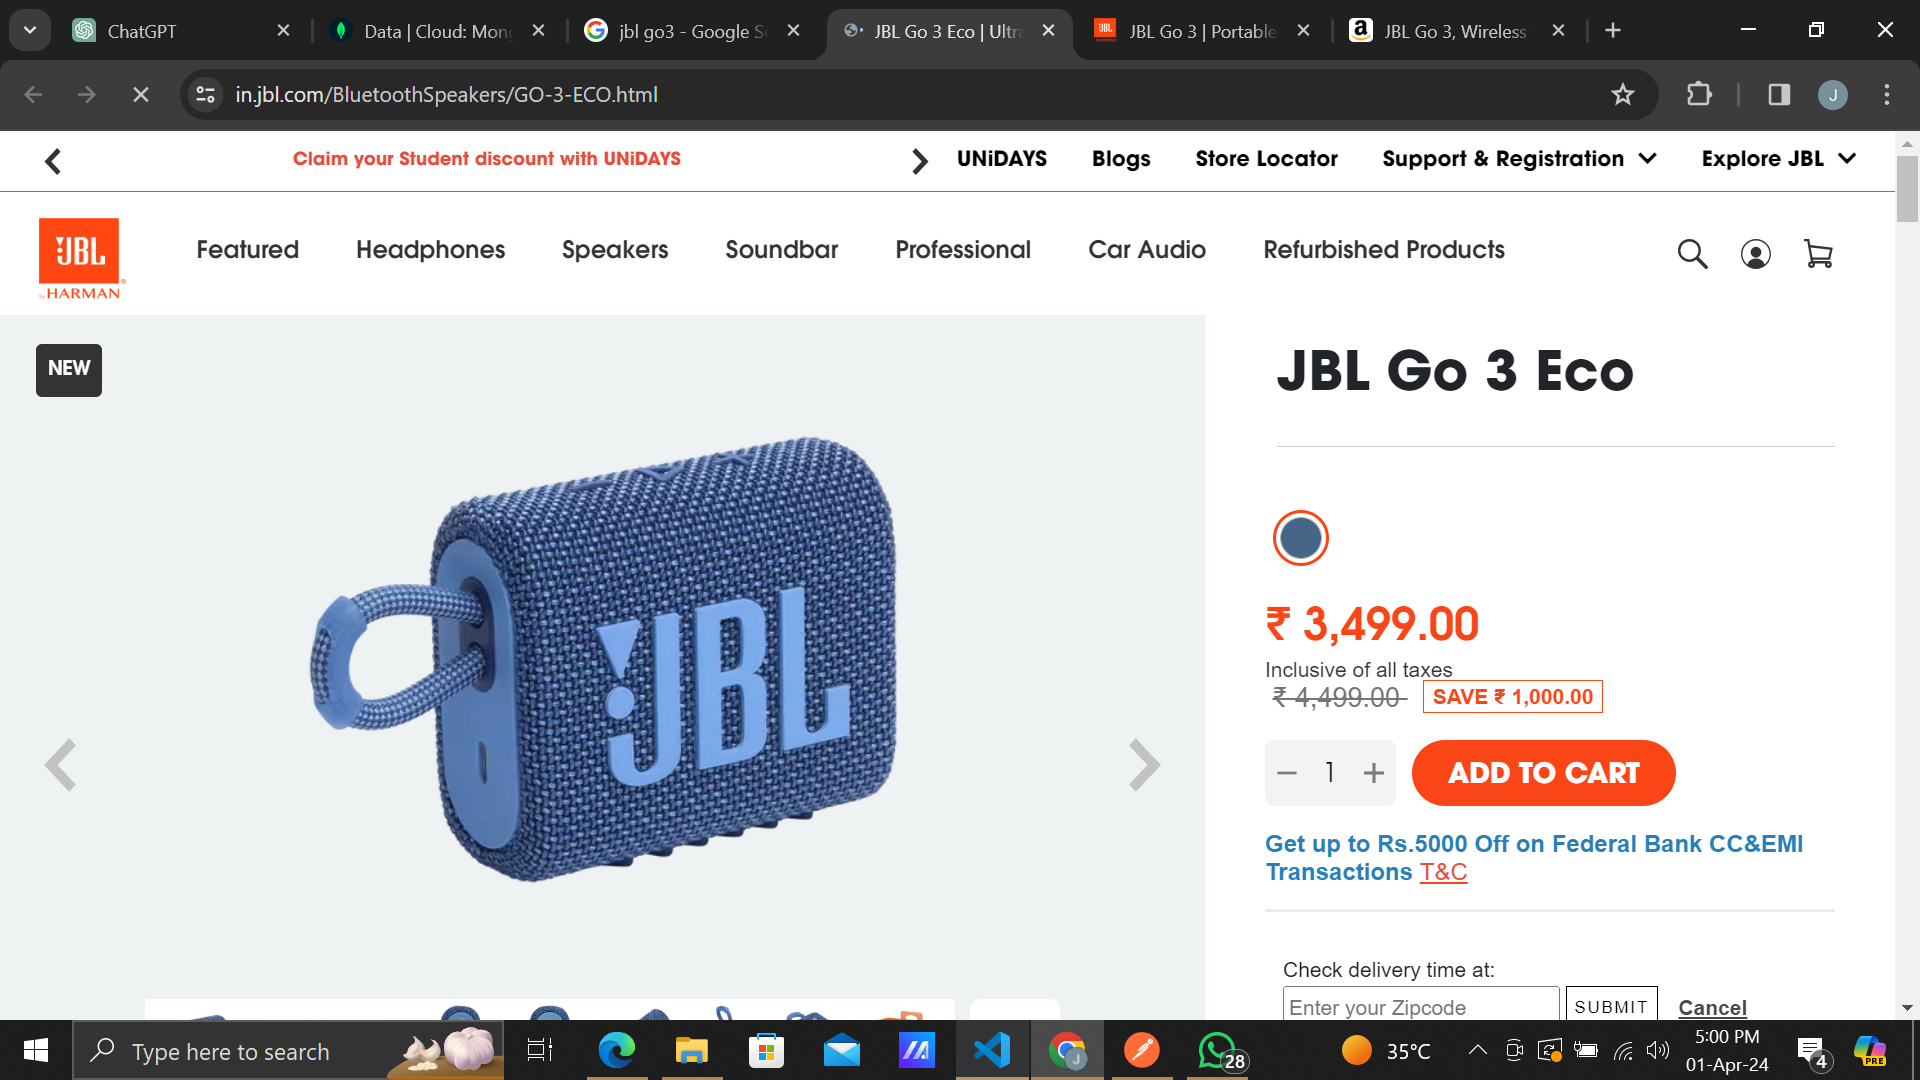 ChatGPT
Data | Cloud: Mong
jbl go3 - Google Se
JBL Go 3 Eco | Ultra
JBL Go 3 | Portable
JBL Go 3, Wireless
in.jbl.com/BluetoothSpeakers/GO-3-ECO.html
J
Claim your Student discount with UNiDAYS
UNiDAYS
Blogs
Store Locator
Support & Registration
Explore JBL
JBL
by HARMAN
Featured
Headphones
Speakers
Soundbar
Professional
Car Audio
Refurbished Products
NEW
JBL
JBL Go 3 Eco
₹ 3,499.00
Inclusive of all taxes
₹ 4,499.00
SAVE ₹ 1,000.00
1
ADD TO CART
Get up to Rs.5000 Off on Federal Bank CC&EMI
Transactions T&C
Check delivery time at:
Enter your Zipcode
SUBMIT
Cancel
Type here to search
J
28
35°C
5:00 PM
01-Apr-24
4
PRE